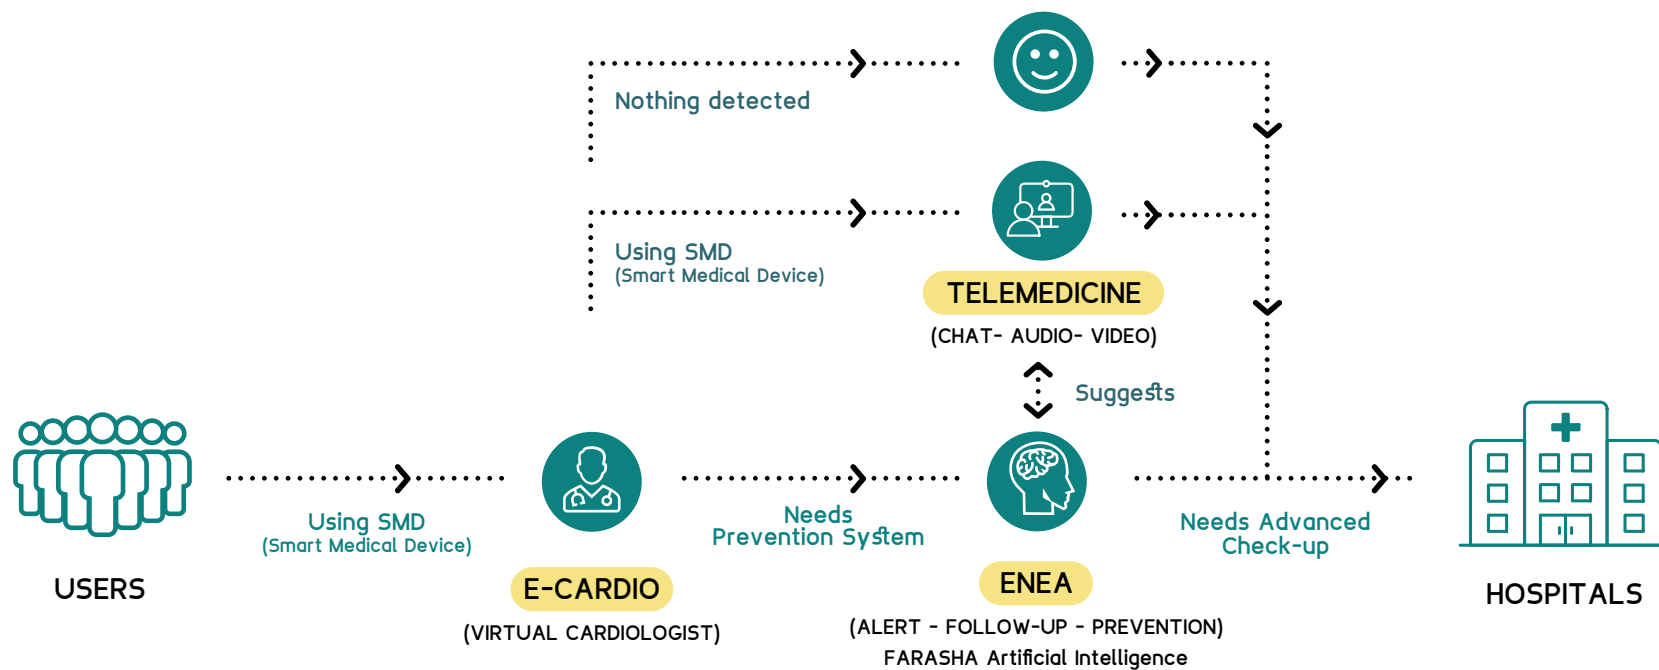 Nothing detected
Using SMD
(Smart Medical Device)
TELEMEDICINE
(CHAT- AUDIO- VIDEO)
Suggests
Using SMD
(Smart Medical Device)
Needs
Prevention System
Needs Advanced
Check-up
USERS
E-CARDIO
(VIRTUAL CARDIOLOGIST)
ENEA
(ALERT - FOLLOW-UP - PREVENTION)
FARASHA Artificial Intelligence
HOSPITALS